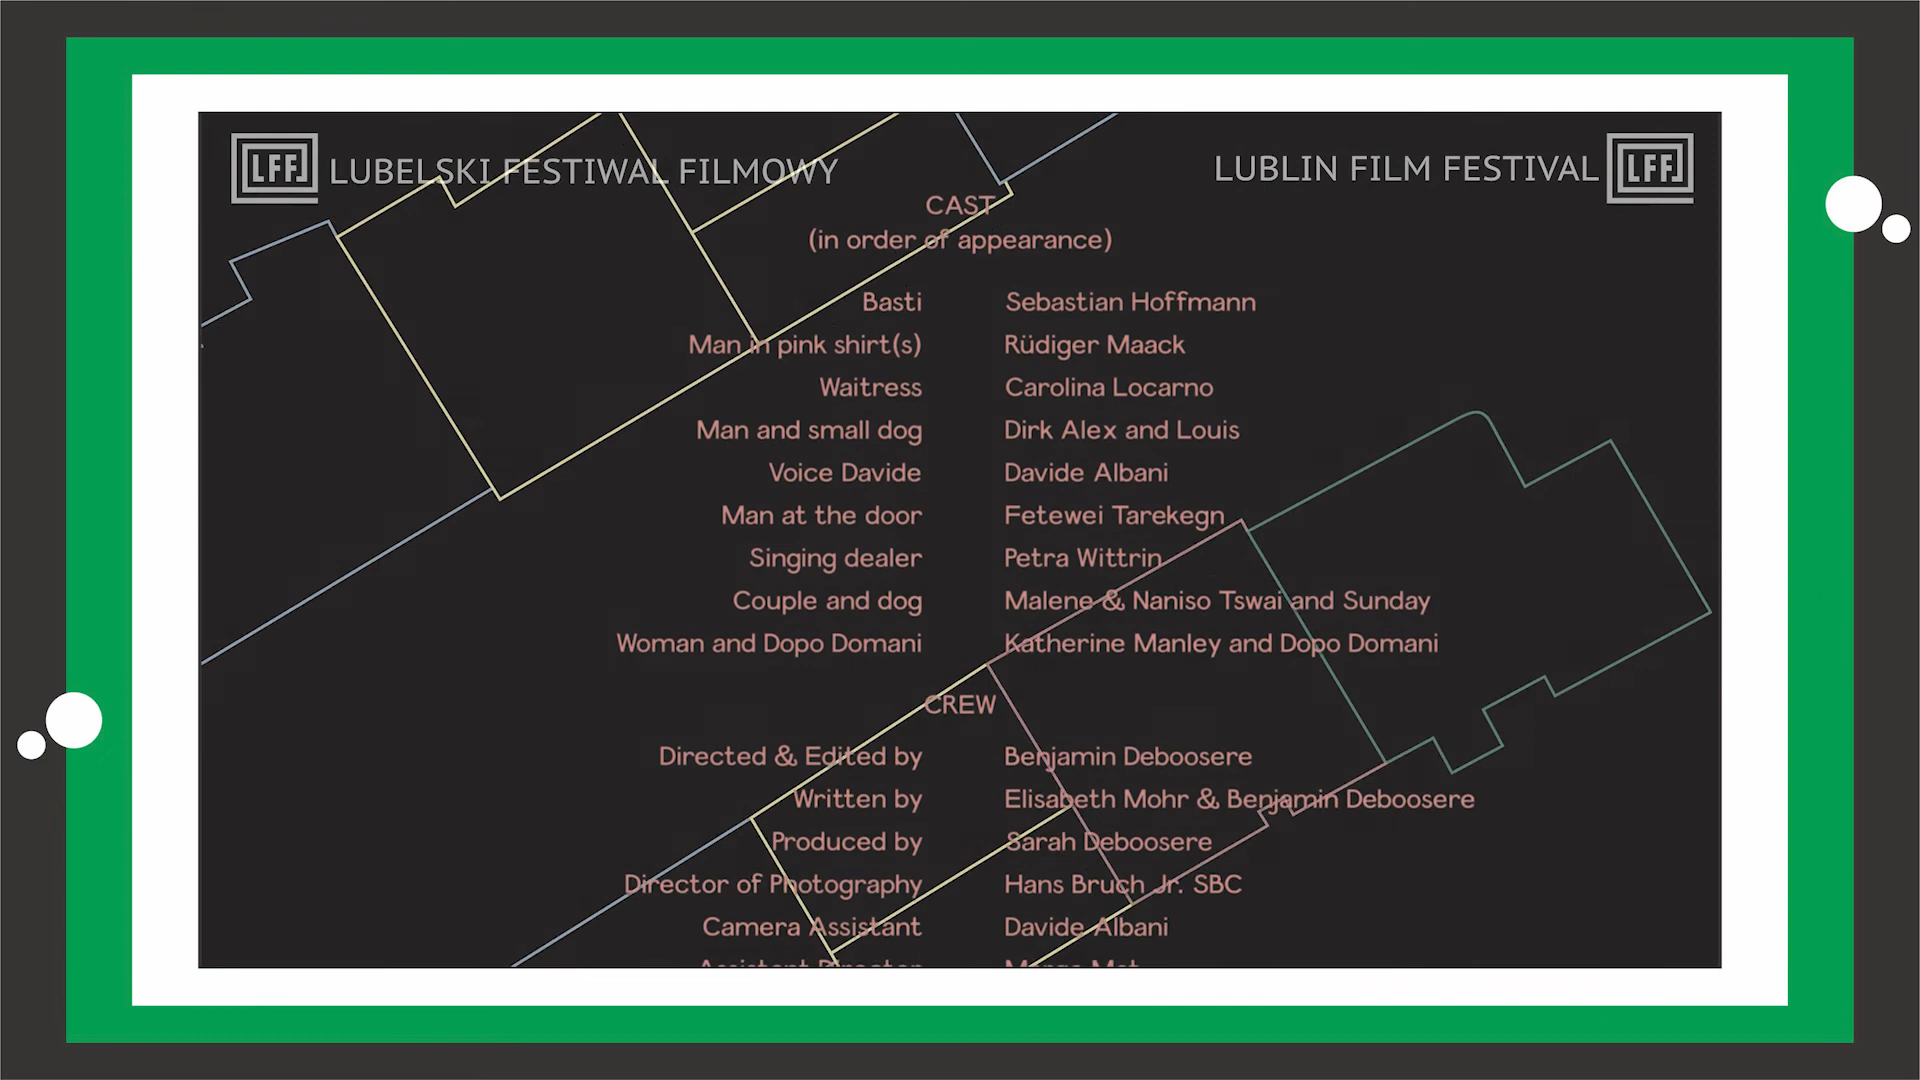 LFF LUBELSKI FESTIWAL FILMOWY
LUBLIN FILM FESTIVAL LFF
CAST
(in order of appearance)
Basti Sebastian Hoffmann
Man in pink shirt(s) Rüdiger Maack
Waitress Carolina Locarno
Man and small dog Dirk Alex and Louis
Voice Davide Davide Albani
Man at the door Fetewei Tarekegn
Singing dealer Petra Wittrin
Couple and dog Malene & Naniso Tswai and Sunday
Woman and Dopo Domani Katherine Manley and Dopo Domani
CREW
Directed & Edited by Benjamin Deboosere
Written by Elisabeth Mohr & Benjamin Deboosere
Produced by Sarah Deboosere
Director of Photography Hans Bruch Jr. SBC
Camera Assistant Davide Albani
Assistant Director